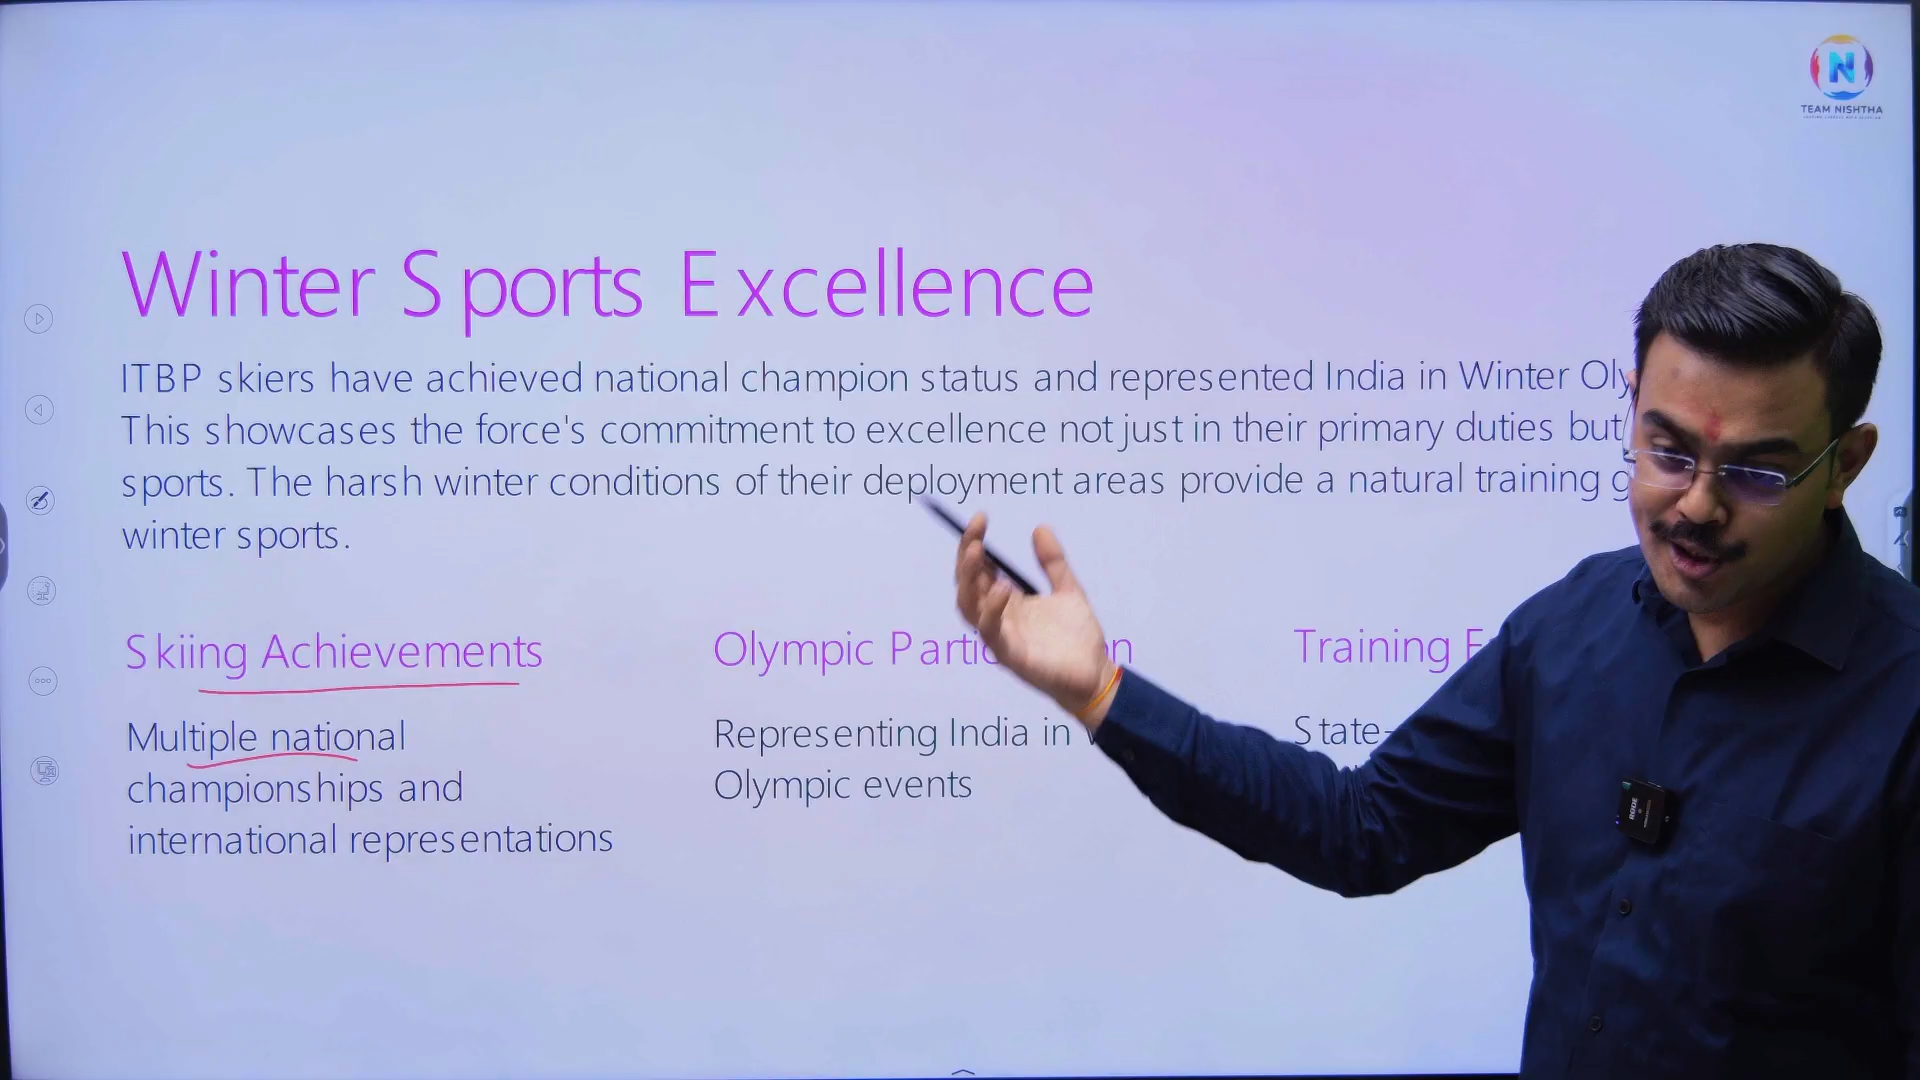 TEAM NISHTHA
Winter Sports Excellence
ITBP skiers have achieved national champion status and represented India in Winter
This showcases the force's commitment to excellence not just in their primary duties but
sports. The harsh winter conditions of their deployment areas provide a natural training
winter sports.
Skiing Achievements
Multiple national
championships and
international representations
Olympic
Representing India in
Olympic events
Training
State-
RODE